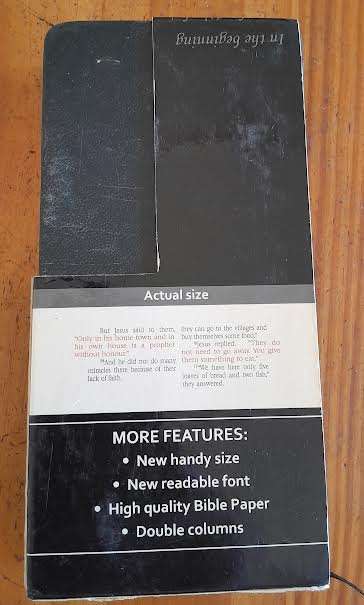 In the beginning
Actual size
But Jesus said to them,
"Only in his home town and in
his own house is a prophet
without honour."
⁵⁸And he did not do many
miracles there because of their
lack of faith.
they can go to the villages and
buy themselves some food."
¹⁶Jesus replied, "They do
not need to go away. You give
them something to eat."
¹⁷"We have here only five
loaves of bread and two fish,"
they answered.
MORE FEATURES:
• New handy size
• New readable font
• High quality Bible Paper
• Double columns